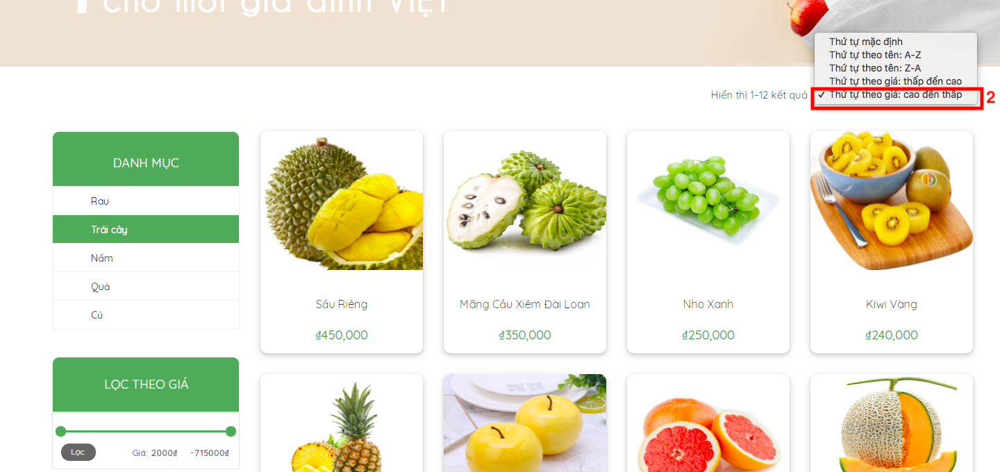 cho mỗi gia đình VIỆT
Thứ tự mặc định
Thứ tự theo tên: A-Z
Thứ tự theo tên: Z-A
Thứ tự theo giá: thấp đến cao
Hiển thị 1–12 kết quả
✓ Thứ tự theo giá: cao đến thấp
2
DANH MỤC
Rau
Trái cây
Nấm
Quả
Củ
Sầu Riêng
Mãng Cầu Xiêm Đài Loan
Nho Xanh
Kiwi Vàng
₫450,000
₫350,000
₫250,000
₫240,000
LỌC THEO GIÁ
Lọc
Giá: 2000₫ -715000₫